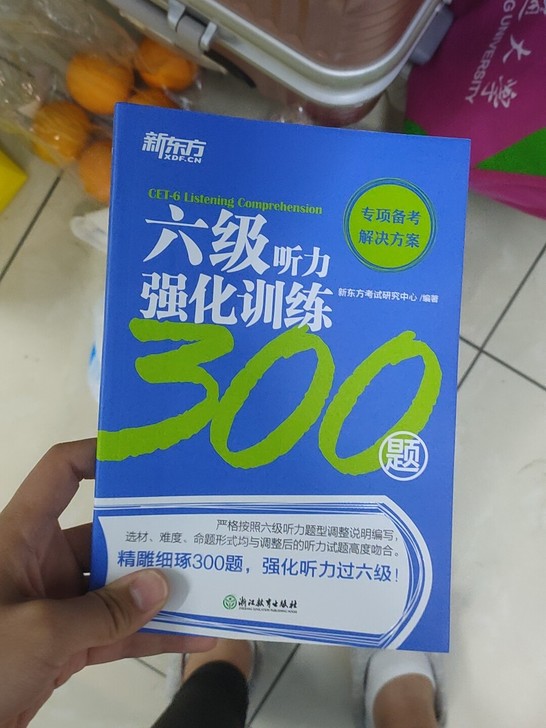 新东方
XDF.CN
CET-6 Listening Comprehension
六级听力
强化训练
300
题
专项备考
解决方案
新东方考试研究中心 /编著
严格按照六级听力题型调整说明编写，
选材、难度、命题形式均与调整后的听力试题高度吻合。
精雕细琢300题，强化听力过六级！
浙江教育出版社
大学
UNIVERSITY